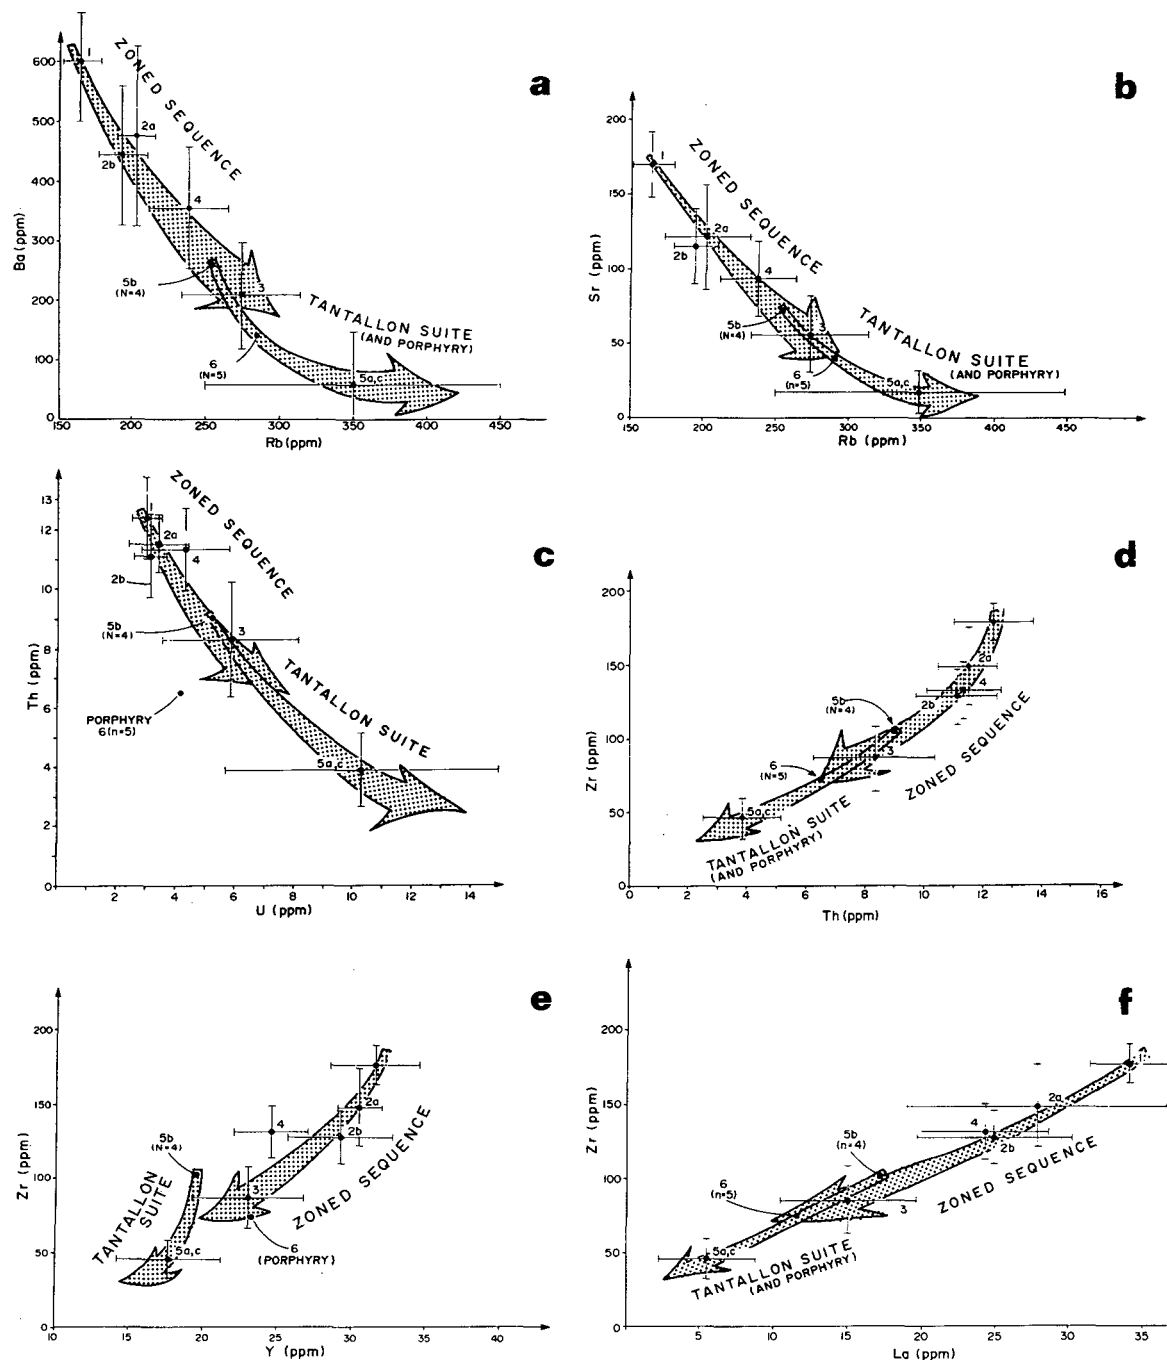 a
ZONED SEQUENCE
600
500
400
300
200
100
0
Ba (ppm)
1
2a
2b
4
5b
(N=4)
3
TANTALLON SUITE
(AND PORPHYRY)
6
(N=5)
5a,c
150
200
250
300
350
400
450
Rb (ppm)
b
ZONED SEQUENCE
200
150
100
50
0
Sr (ppm)
1
2a
2b
4
5b
(N=4)
3
TANTALLON SUITE
(AND PORPHYRY)
6
(n=5)
5a,c
150
200
250
300
350
400
450
Rb (ppm)
c
ZONED SEQUENCE
13
12
10
8
6
4
2
0
Th (ppm)
1
2a
4
2b
5b
(N=4)
3
TANTALLON SUITE
PORPHYRY
6 (n=5)
5a,c
2
4
6
8
10
12
14
U (ppm)
d
200
150
100
50
0
Zr (ppm)
2a
4
2b
5b
(N=4)
3
6
(N=5)
ZONED SEQUENCE
5a,c
TANTALLON SUITE
(AND PORPHYRY)
0
2
4
6
8
10
12
14
16
Th (ppm)
e
200
150
100
50
0
Zr (ppm)
2a
4
2b
5b
(N=4)
3
ZONED SEQUENCE
TANTALLON
SUITE
6
(PORPHYRY)
5a,c
10
15
20
25
30
35
40
Y (ppm)
f
200
150
100
50
0
Zr (ppm)
2a
4
2b
5b
(n=4)
6
(n=5)
3
ZONED SEQUENCE
5a,c
TANTALLON SUITE
(AND PORPHYRY)
5
10
15
20
25
30
35
La (ppm)